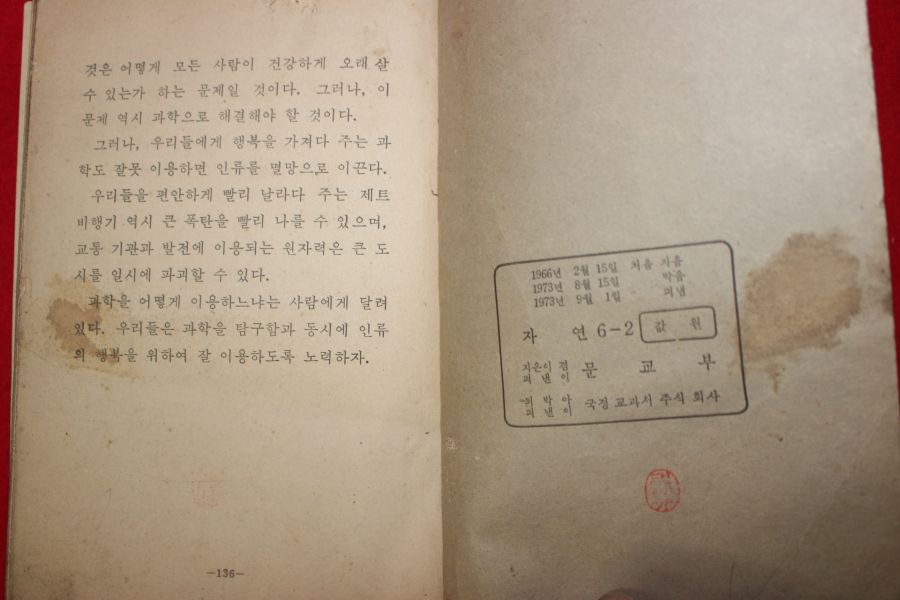 것은 어떻게 모든 사람이 건강하게 오래 살
수 있는가 하는 문제일 것이다. 그러나, 이
문제 역시 과학으로 해결해야 할 것이다.
그러나, 우리들에게 행복을 가져다 주는 과
학도 잘못 이용하면 인류를 멸망으로 이끈다.
우리들을 편안하게 빨리 날라다 주는 제트
비행기 역시 큰 폭탄을 빨리 나를 수 있으며,
교통 기관과 발전에 이용되는 원자력은 큰 도
시를 일시에 파괴할 수 있다.
과학을 어떻게 이용하느냐는 사람에게 달려
있다. 우리들은 과학을 탐구함과 동시에 인류
의 행복을 위하여 잘 이용하도록 노력하자.
—136—
1966년 2월 15일 처음 지음
1973년 8월 15일 박음
1973년 9월 1일 펴냄
자 연 6-2 값 원
지은이 겸
펴 낸 이 문 교 부
박 아
펴 낸 이 국정 교과서 주식 회사